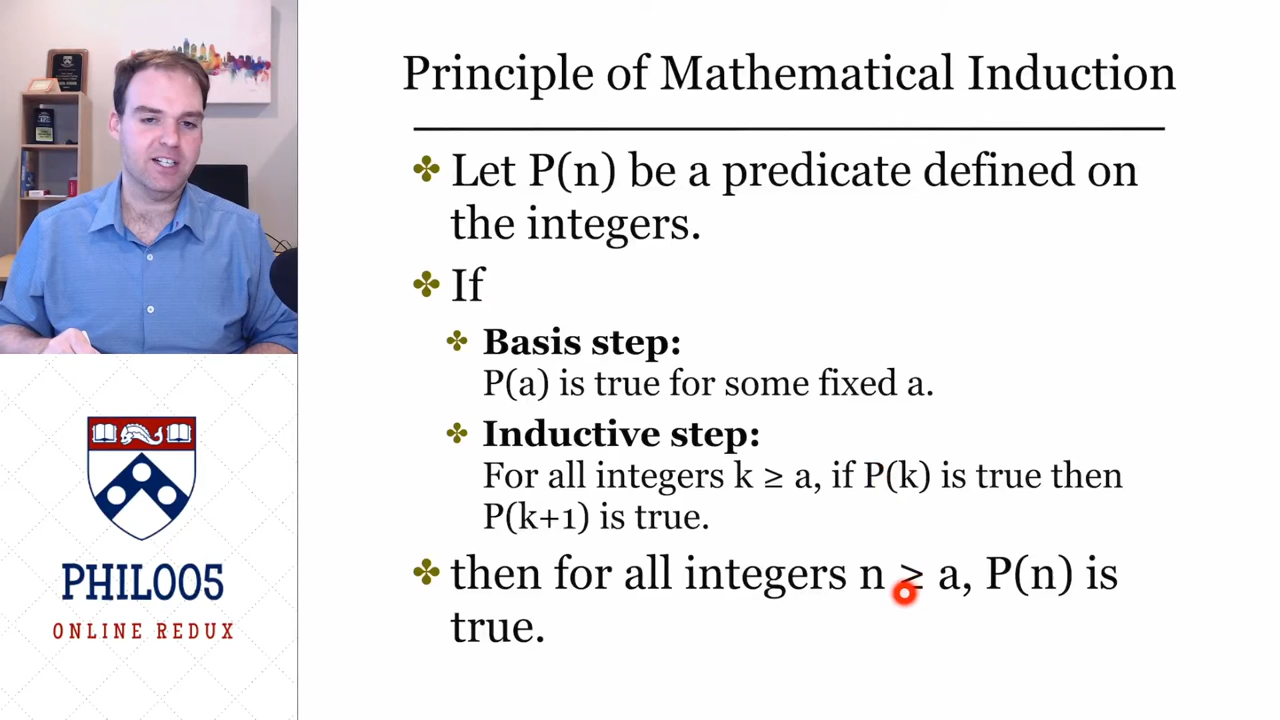 Principle of Mathematical Induction
✤ Let P(n) be a predicate defined on
the integers.
✤ If
✤ Basis step:
P(a) is true for some fixed a.
✤ Inductive step:
For all integers k ≥ a, if P(k) is true then
P(k+1) is true.
✤ then for all integers n ≥ a, P(n) is
true.
PHIL005
ONLINE REDUX